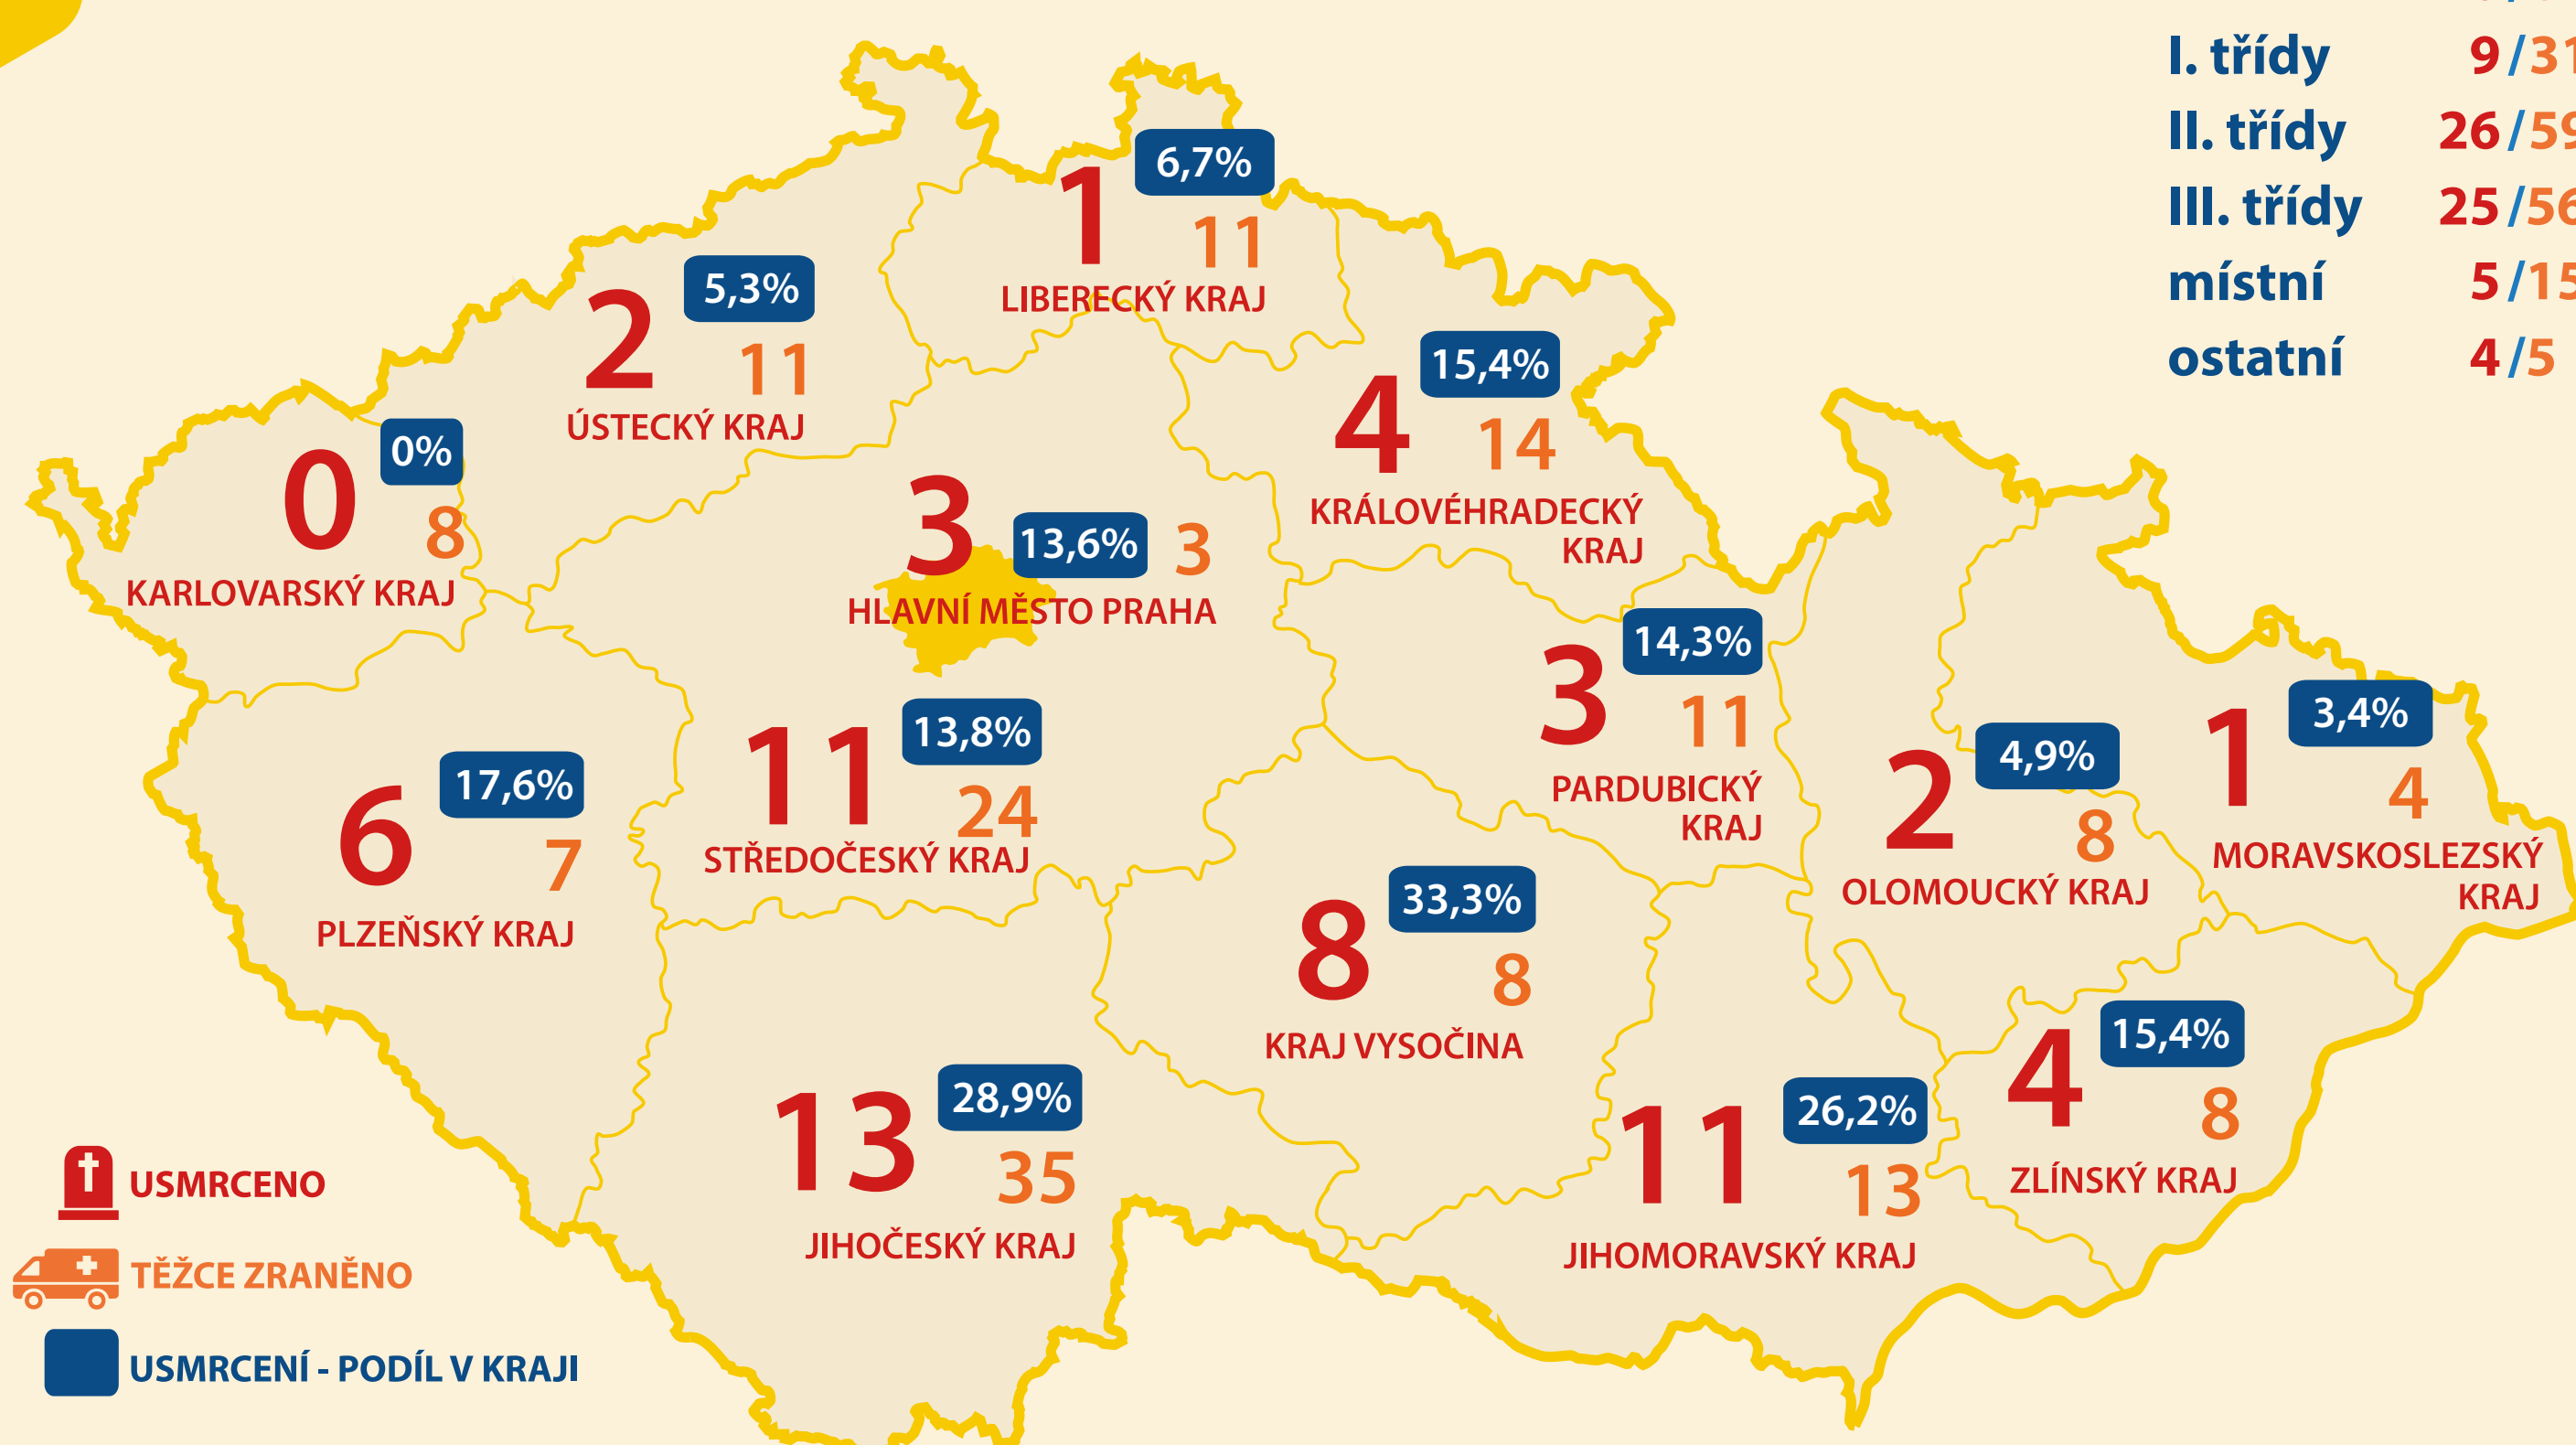 I. třídy 9/31
II. třídy 26/59
III. třídy 25/56
místní 5/15
ostatní 4/5
1 6,7%
11
LIBERECKÝ KRAJ
2 5,3%
11
ÚSTECKÝ KRAJ
4 15,4%
14
KRÁLOVÉHRADECKÝ
KRAJ
0 0%
8
KARLOVARSKÝ KRAJ
3 13,6% 3
HLAVNÍ MĚSTO PRAHA
3 14,3%
11
PARDUBICKÝ
KRAJ
11 13,8%
24
STŘEDOČESKÝ KRAJ
6 17,6%
7
PLZEŇSKÝ KRAJ
2 4,9%
8
OLOMOUCKÝ KRAJ
1 3,4%
4
MORAVSKOSLEZSKÝ
KRAJ
8 33,3%
8
KRAJ VYSOČINA
13 28,9%
35
JIHOČESKÝ KRAJ
11 26,2%
13
JIHOMORAVSKÝ KRAJ
4 15,4%
8
ZLÍNSKÝ KRAJ
USMRCENO
TĚŽCE ZRANĚNO
USMRCENÍ - PODÍL V KRAJI